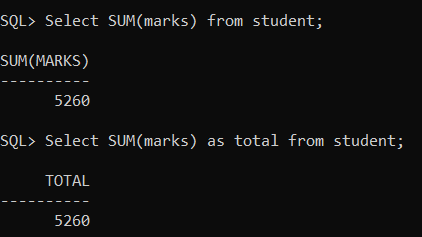 SQL> Select SUM(marks) from student;
SUM(MARKS)
----------
5260
SQL> Select SUM(marks) as total from student;
TOTAL
----------
5260